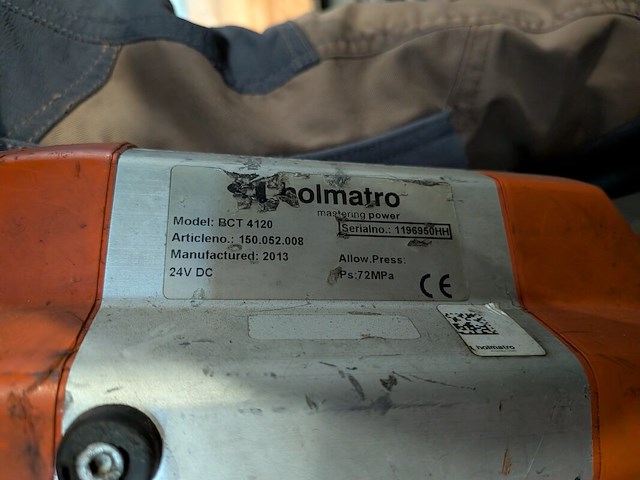 holmatro
mastering power
Model: BCT 4120
Serialno.: 1196950HH
Articleno.: 150.052.008
Manufactured: 2013
Allow.Press:
24V DC
Ps:72MPa
CE
holmatro